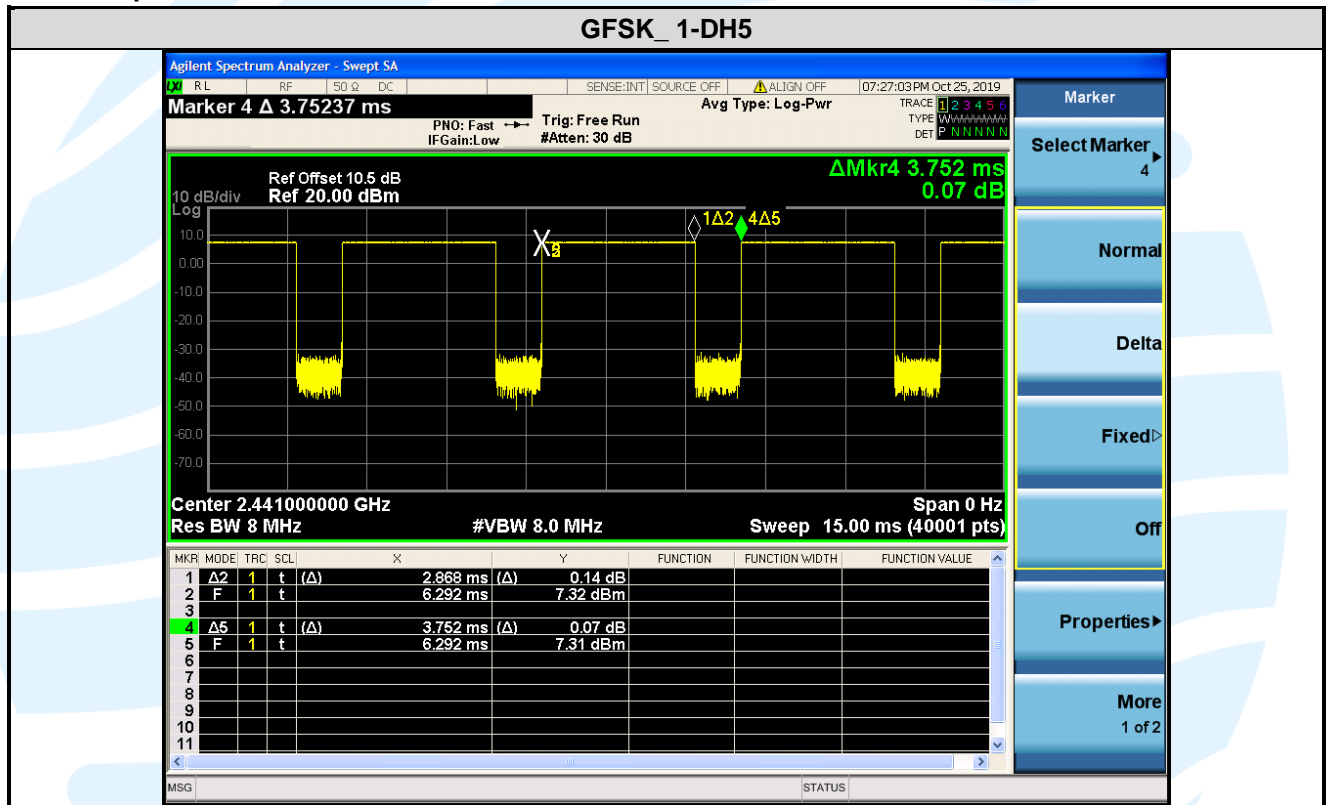 GFSK_ 1-DH5
Agilent Spectrum Analyzer - Swept SA
LXI RL RF 50 Ω DC SENSE:INT SOURCE OFF ALIGN OFF 07:27:03 PM Oct 25, 2019
Marker 4 Δ 3.75237 ms
PNO: Fast
IFGain:Low
Trig: Free Run
#Atten: 30 dB
Avg Type: Log-Pwr
TRACE 1 2 3 4 5 6
TYPE
DET P N N N N N
Ref Offset 10.5 dB
10 dB/div Ref 20.00 dBm
Log
ΔMkr4 3.752 ms
0.07 dB
1Δ2 4Δ5
10.0
0.00
-10.0
-20.0
-30.0
-40.0
-50.0
-60.0
-70.0
Center 2.441000000 GHz Span 0 Hz
Res BW 8 MHz #VBW 8.0 MHz Sweep 15.00 ms (40001 pts)
MKR MODE TRC SCL X Y FUNCTION FUNCTION WIDTH FUNCTION VALUE
1 Δ2 1 t (Δ) 2.868 ms (Δ) 0.14 dB
2 F 1 t 6.292 ms 7.32 dBm
3
4 Δ5 1 t (Δ) 3.752 ms (Δ) 0.07 dB
5 F 1 t 6.292 ms 7.31 dBm
6
7
8
9
10
11
MSG STATUS
Marker
Select Marker
4
Normal
Delta
Fixed
Off
Properties
More
1 of 2